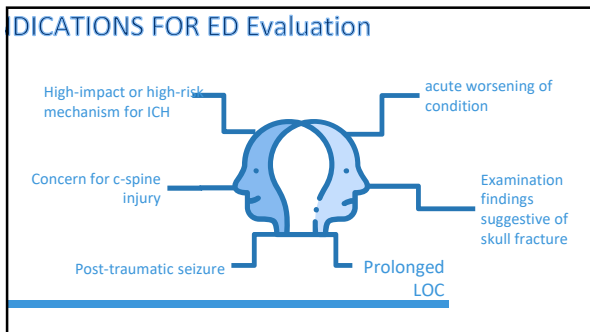 DICATIONS FOR ED Evaluation
High-impact or high-risk
mechanism for ICH
acute worsening of
condition
Concern for c-spine
injury
Examination
findings
suggestive of
skull fracture
Post-traumatic seizure
Prolonged
LOC